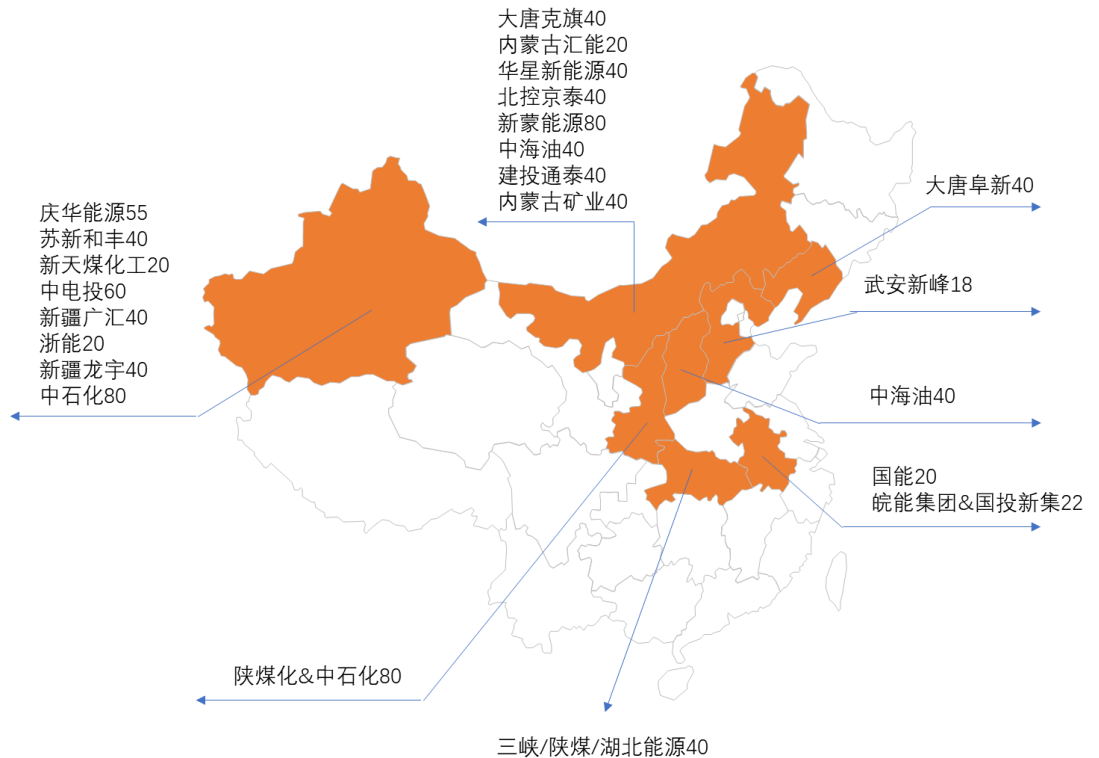 大唐克旗40
内蒙古汇能20
华星新能源40
北控京泰40
新蒙能源80
中海油40
建投通泰40
内蒙古矿业40
大唐阜新40
庆华能源55
苏新和丰40
新天煤化工20
中电投60
新疆广汇40
浙能20
新疆龙宇40
中石化80
武安新峰18
中海油40
国能20
皖能集团&国投新集22
陕煤化&中石化80
三峡/陕煤/湖北能源40